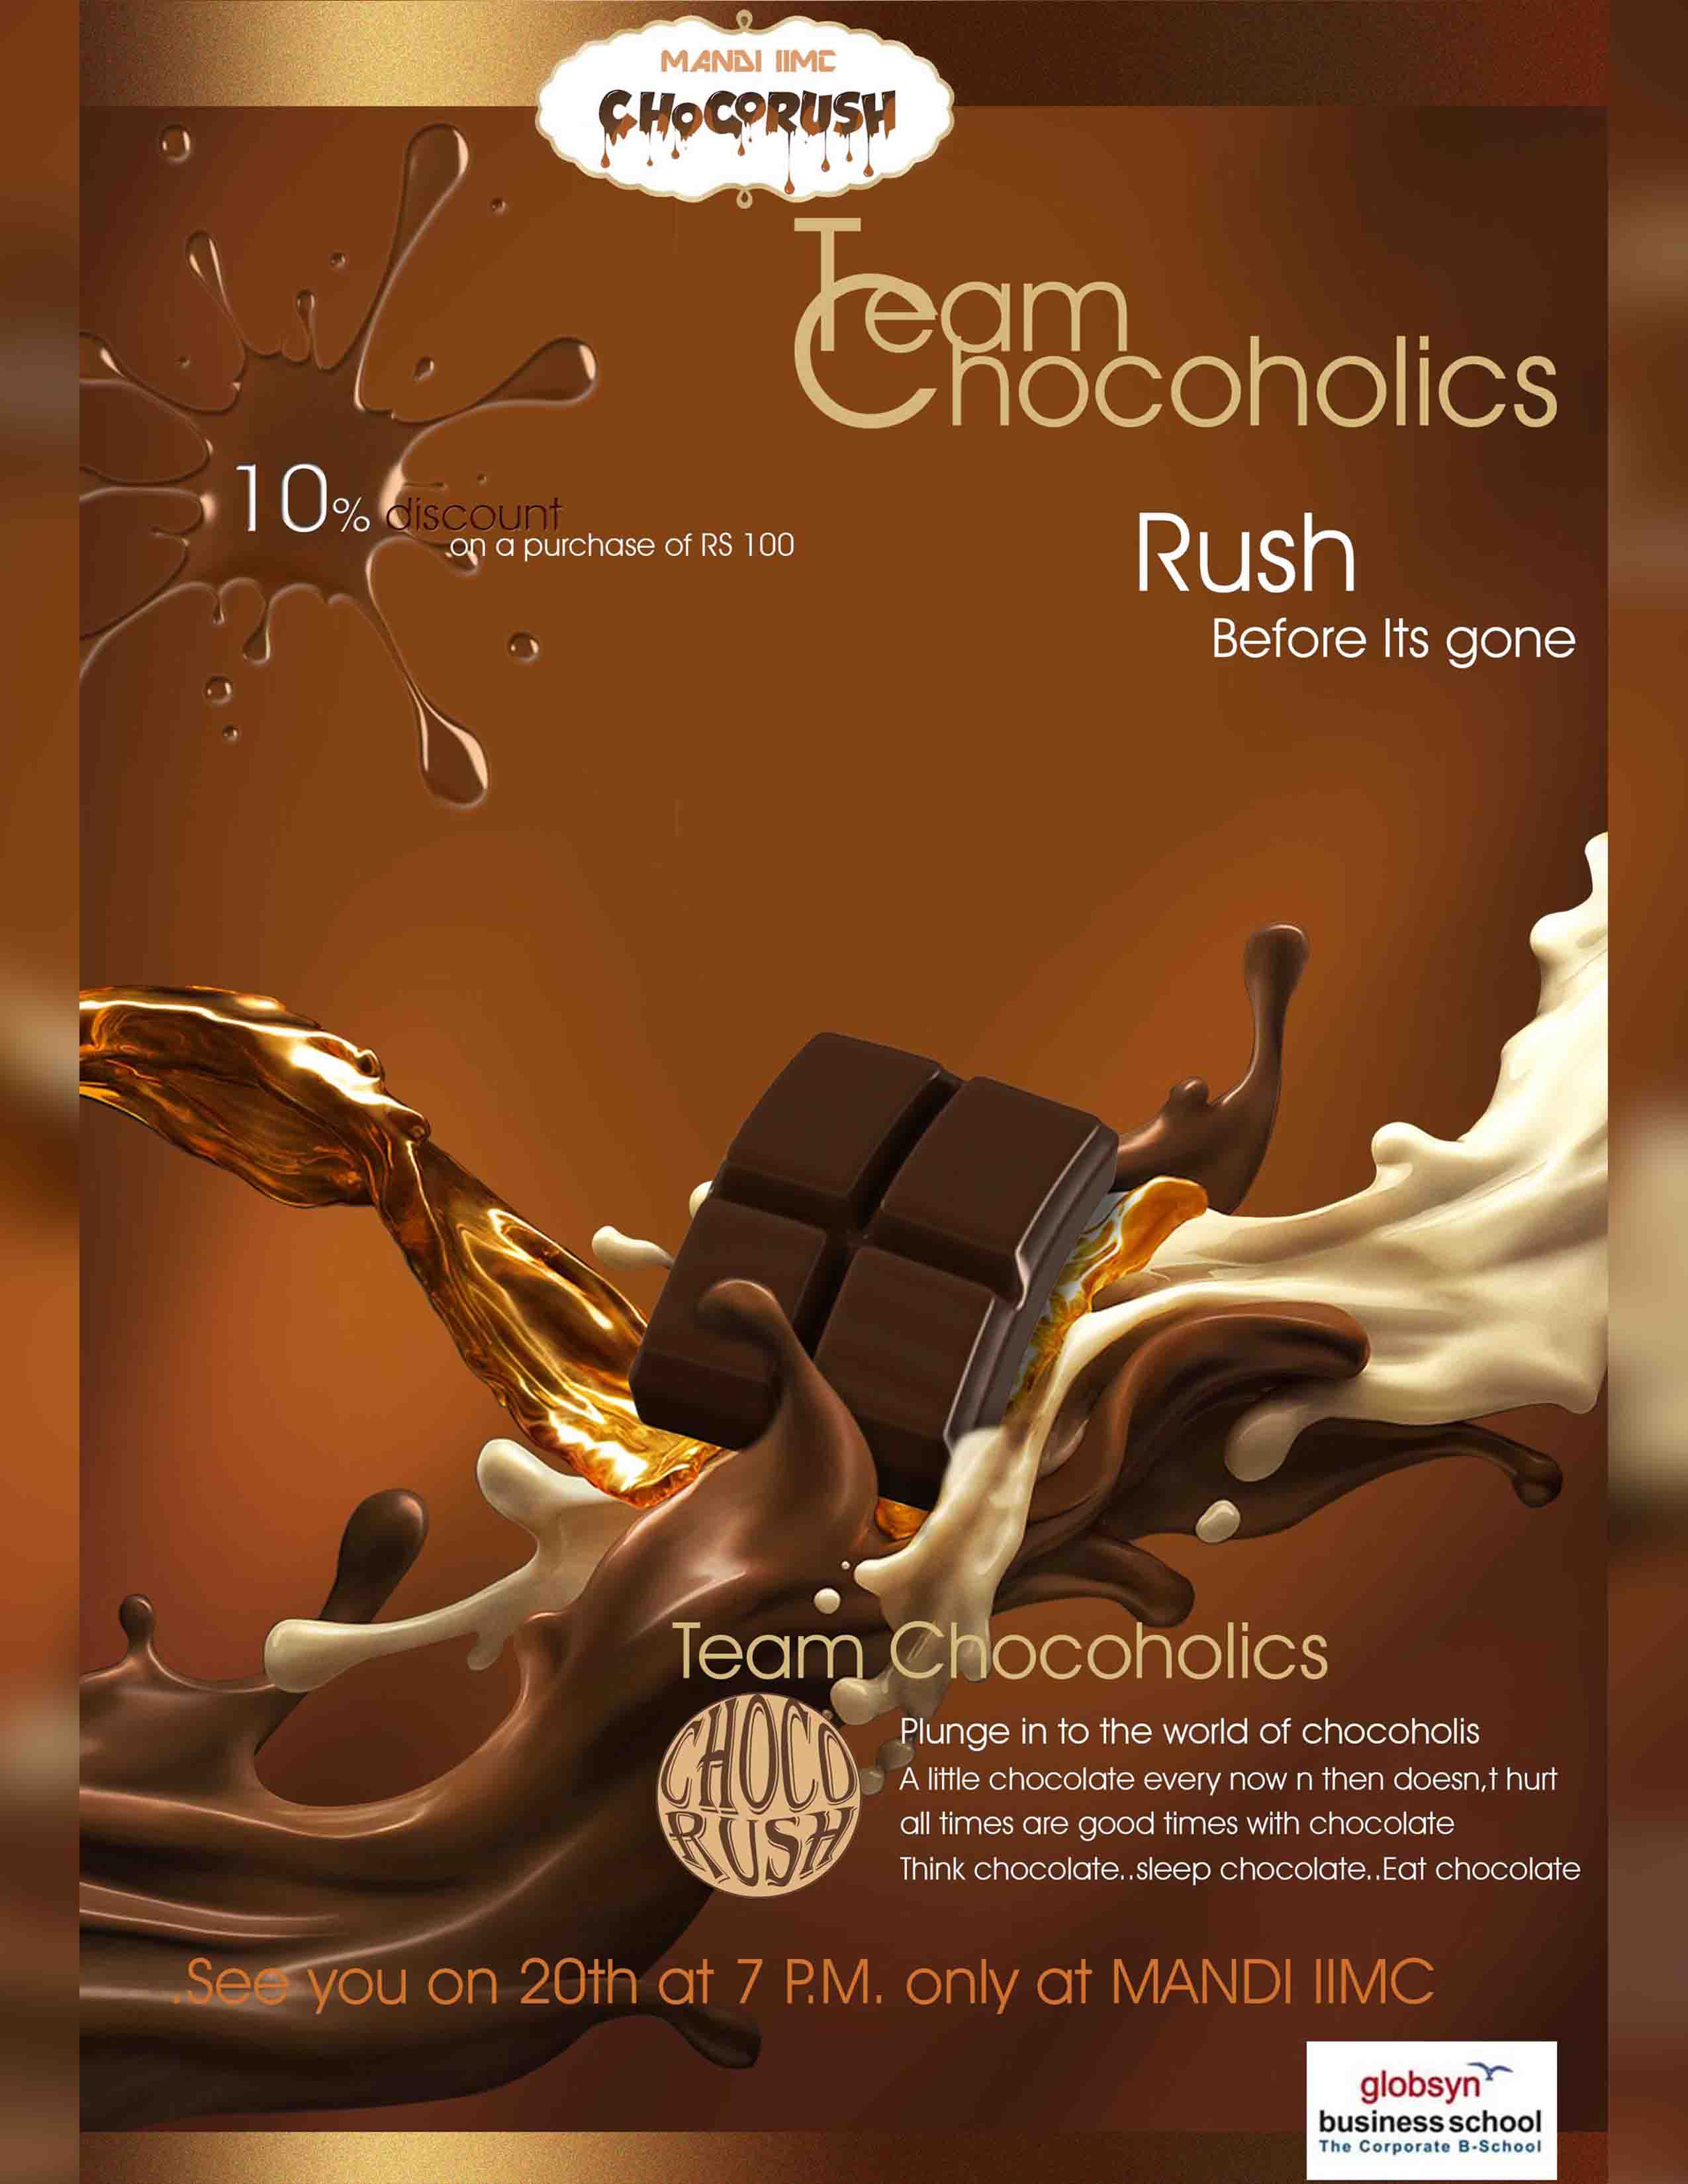 MANDI IIMC
CHOCORUSH
Team
Chocoholics
10% discount
on a purchase of RS 100
Rush
Before Its gone
Team Chocoholics
CHOCO
RUSH
Plunge in to the world of chocoholis
A little chocolate every now n then doesn,t hurt
all times are good times with chocolate
Think chocolate..sleep chocolate..Eat chocolate
.See you on 20th at 7 P.M. only at MANDI IIMC
globsyn
business school
The Corporate B-School